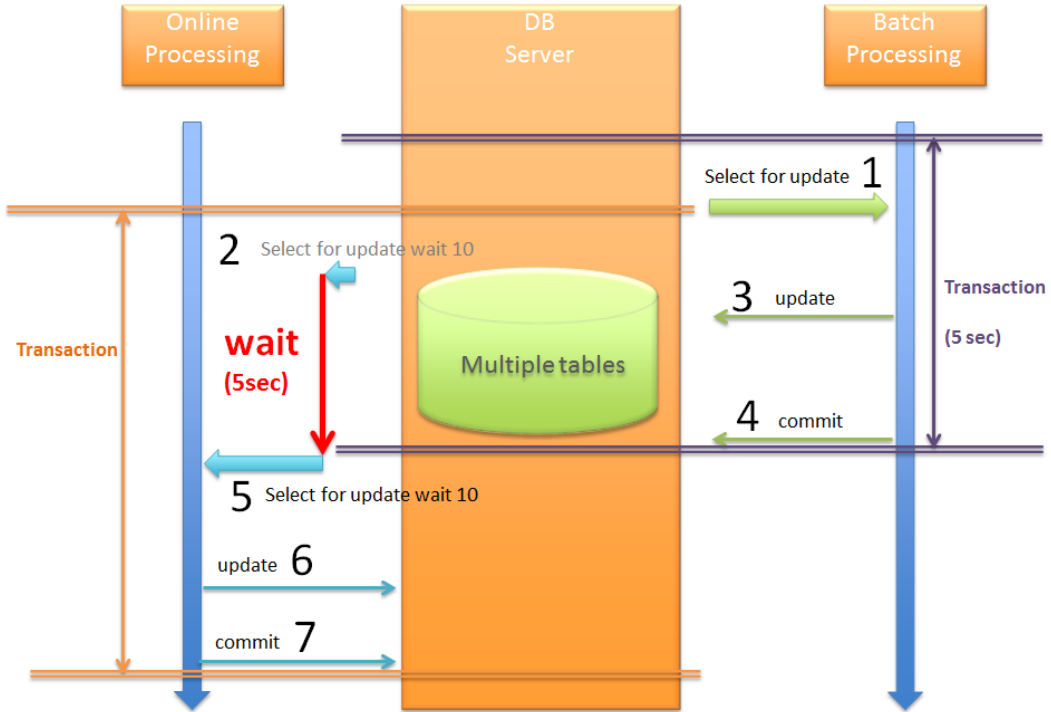 Online
Processing
DB
Server
Batch
Processing
Select for update 1
2 Select for update wait 10
3 update
Transaction
(5 sec)
Transaction
wait
(5sec)
Multiple tables
4 commit
5 Select for update wait 10
update 6
commit 7